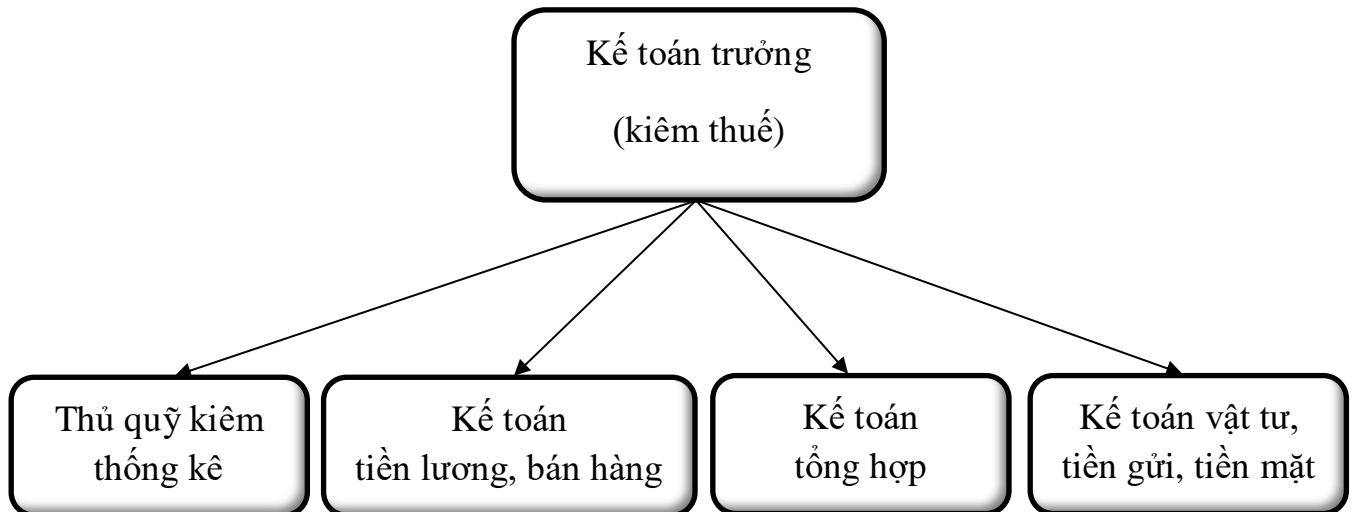 Kế toán trưởng
(kiêm thuế)
Thủ quỹ kiêm
thống kê
Kế toán
tiền lương, bán hàng
Kế toán
tổng hợp
Kế toán vật tư,
tiền gửi, tiền mặt